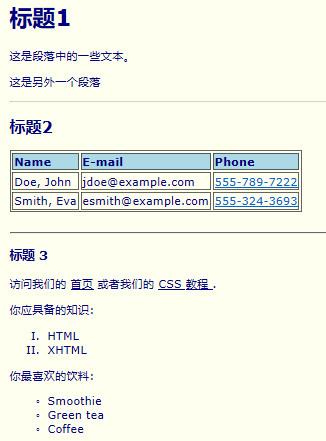 标题1
这是段落中的一些文本。
这是另外一个段落
标题2
Name E-mail Phone
Doe, John jdoe@example.com 555-789-7222
Smith, Eva esmith@example.com 555-324-3693
标题 3
访问我们的 首页 或者我们的 CSS 教程 .
你应具备的知识:
I. HTML
II. XHTML
你最喜欢的饮料:
◦ Smoothie
◦ Green tea
◦ Coffee